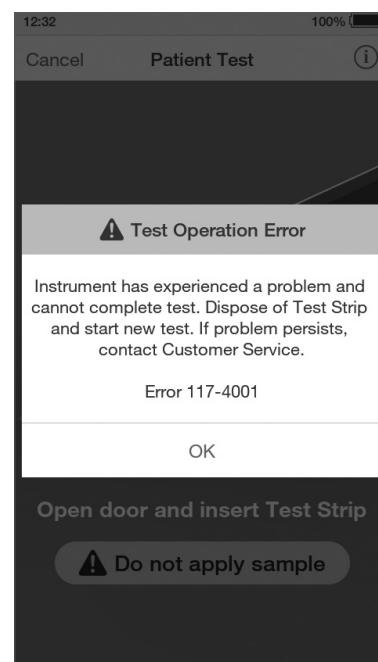 12:32 100%
Cancel Patient Test i
Test Operation Error
Instrument has experienced a problem and
cannot complete test. Dispose of Test Strip
and start new test. If problem persists,
contact Customer Service.
Error 117-4001
OK
Open door and insert Test Strip
Do not apply sample